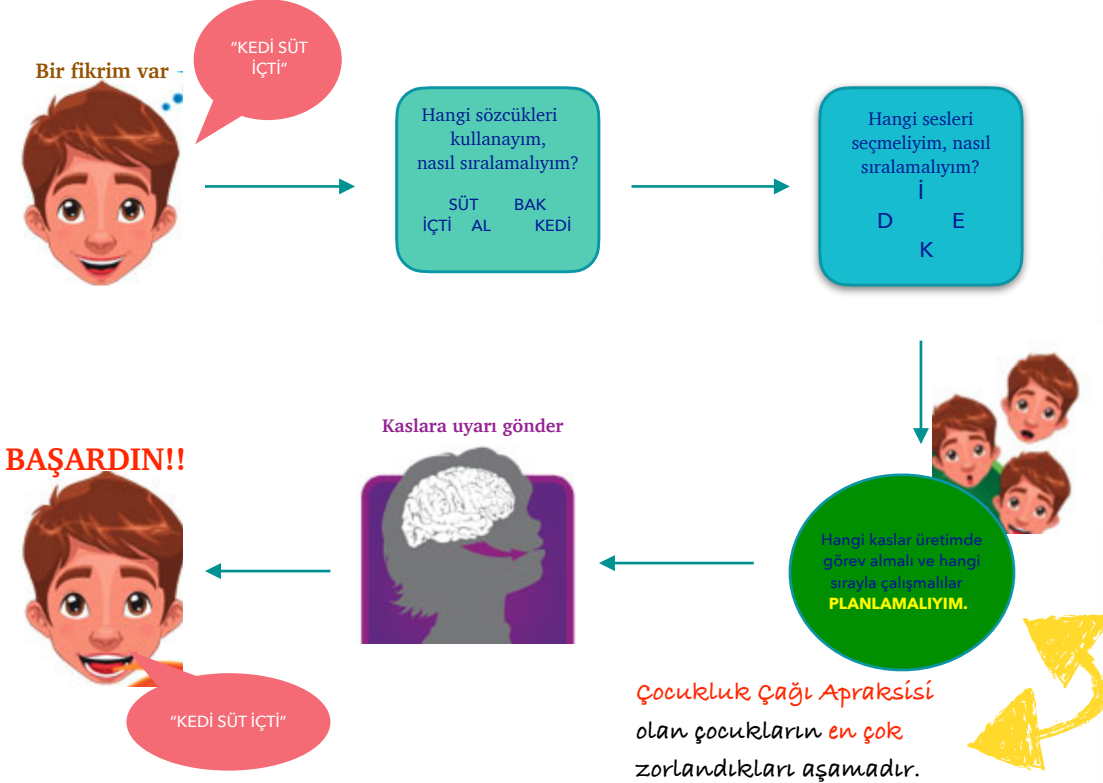 Bir fikrim var
"KEDİ SÜT
İÇTİ"
Hangi sözcükleri
kullanayım,
nasıl sıralamalıyım?
SÜT BAK
İÇTİ AL KEDİ
Hangi sesleri
seçmeliyim, nasıl
sıralamalıyım?
İ
D E
K
Hangi kaslar üretimde
görev almalı ve hangi
sırayla çalışmalılar
PLANLAMALIYIM.
Çocukluk Çağı Apraksisi
olan çocukların en çok
zorlandıkları aşamadır.
Kaslara uyarı gönder
BAŞARDIN!!
"KEDİ SÜT İÇTİ"